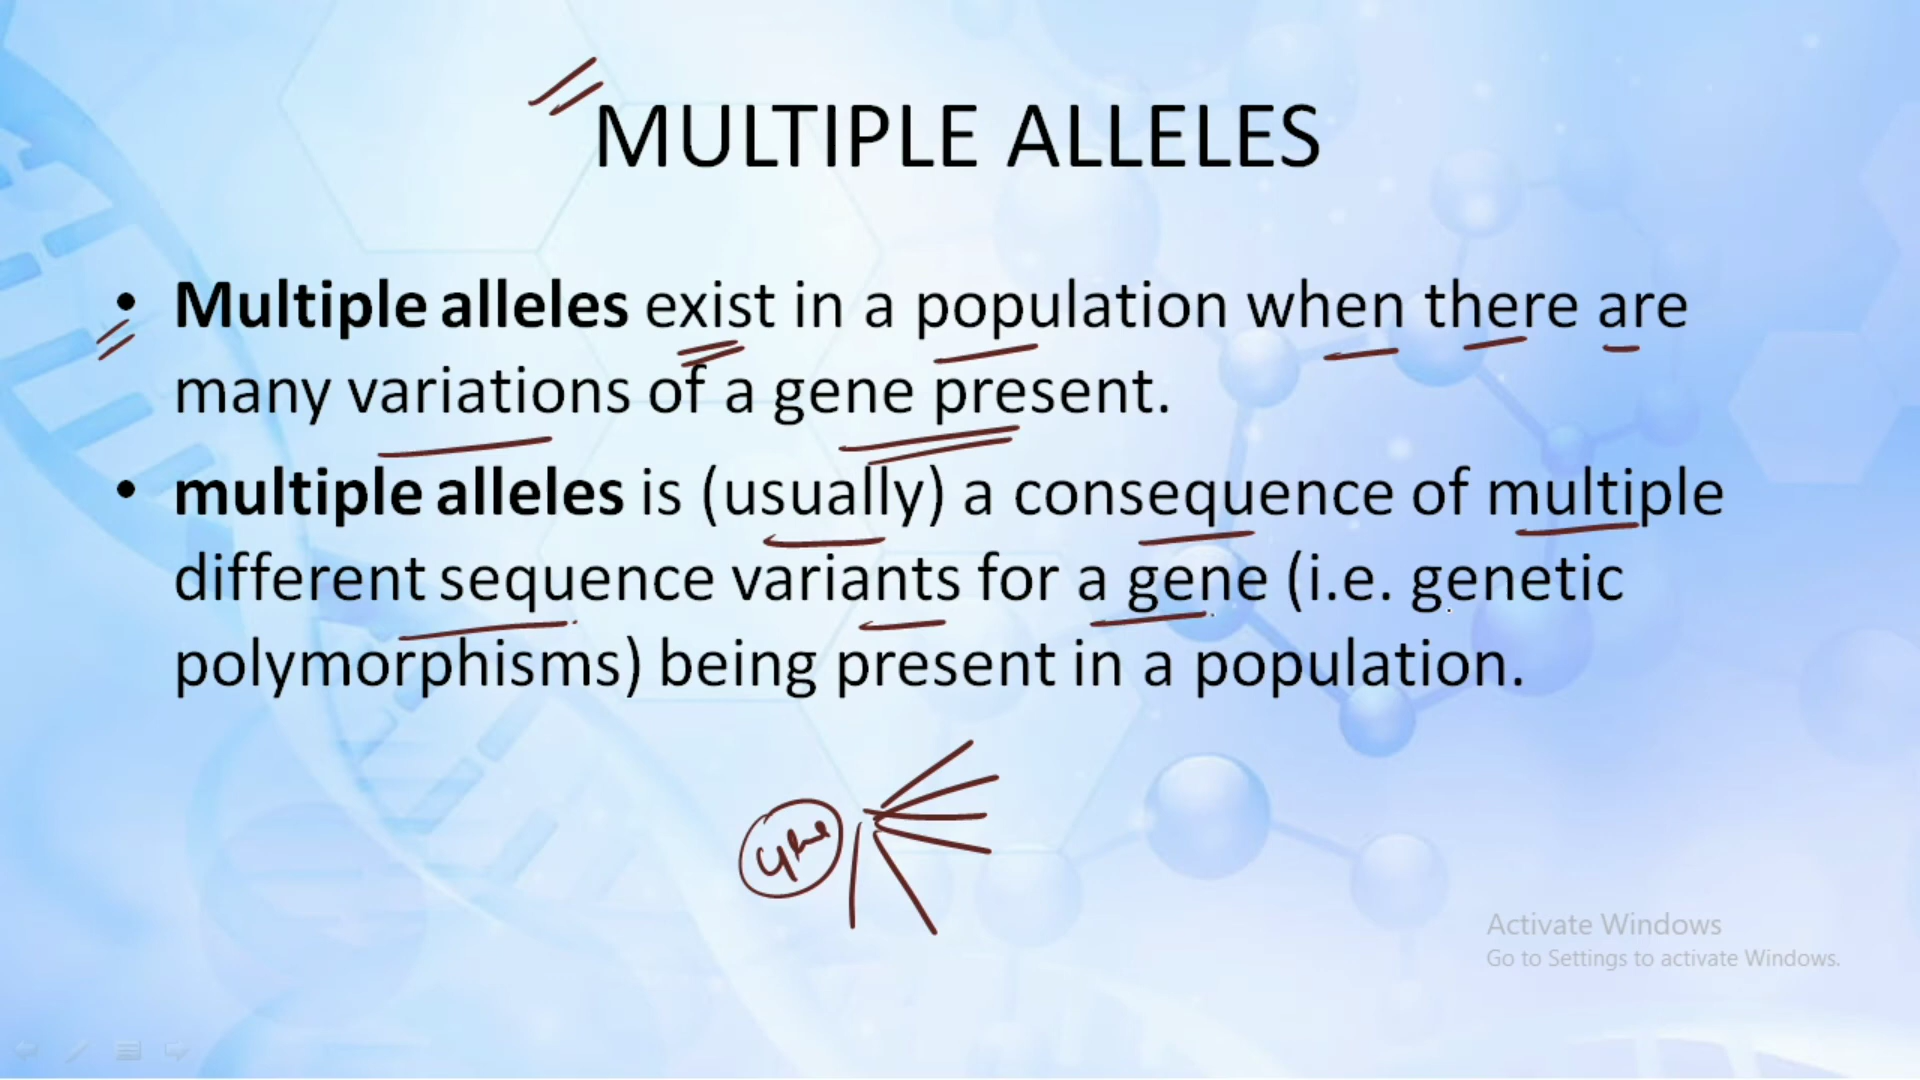 MULTIPLE ALLELES
• Multiple alleles exist in a population when there are
many variations of a gene present.
• multiple alleles is (usually) a consequence of multiple
different sequence variants for a gene (i.e. genetic
polymorphisms) being present in a population.
gene
Activate Windows
Go to Settings to activate Windows.